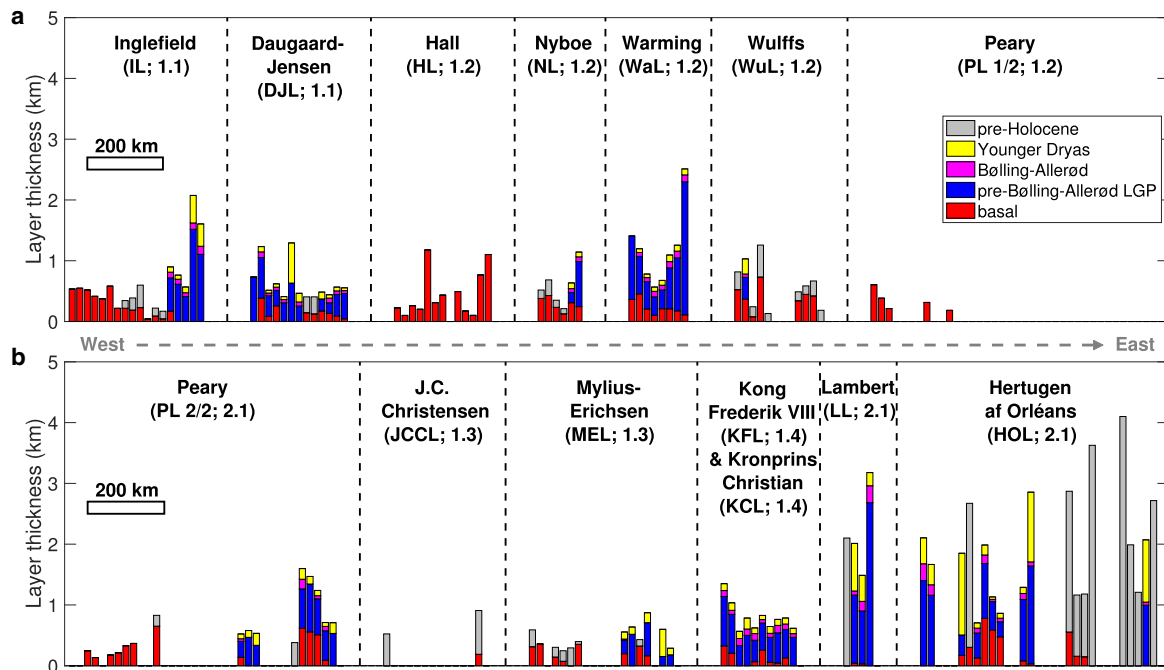 a
5
4
3
2
1
0
Layer thickness (km)
Inglefield
(IL; 1.1)
Daugaard-
Jensen
(DJL; 1.1)
Hall
(HL; 1.2)
Nyboe
(NL; 1.2)
Warming
(WaL; 1.2)
Wulffs
(WuL; 1.2)
Peary
(PL 1/2; 1.2)
200 km
pre-Holocene
Younger Dryas
Bølling-Allerød
pre-Bølling-Allerød LGP
basal
West
East
b
5
4
3
2
1
0
Layer thickness (km)
Peary
(PL 2/2; 2.1)
J.C.
Christensen
(JCCL; 1.3)
Mylius-
Erichsen
(MEL; 1.3)
Kong
Frederik VIII
(KFL; 1.4)
& Kronprins
Christian
(KCL; 1.4)
Lambert
(LL; 2.1)
Hertugen
af Orléans
(HOL; 2.1)
200 km